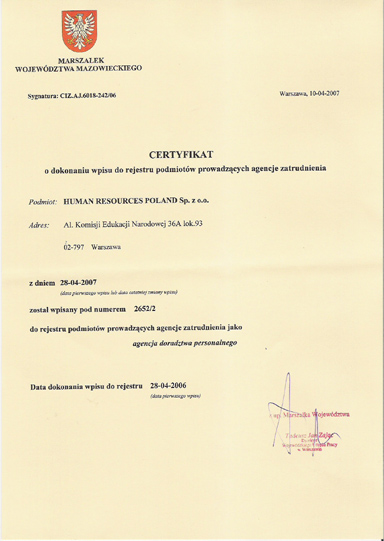 MARSZAŁEK
WOJEWÓDZTWA MAZOWIECKIEGO
Sygnatura: CIZ.A.I.6018-242/06
Warszawa, 10-04-2007
CERTYFIKAT
o dokonaniu wpisu do rejestru podmiotów prowadzących agencje zatrudnienia
Podmiot: HUMAN RESOURCES POLAND Sp. z o.o.
Adres: Al. Komisji Edukacji Narodowej 36A lok.93
02-797 Warszawa
z dniem 28-04-2007
(data pierwszego wpisu lub data ostatniej zmiany wpisu)
został wpisany pod numerem 2652/2
do rejestru podmiotów prowadzących agencje zatrudnienia jako
agencja doradztwa personalnego
Data dokonania wpisu do rejestru 28-04-2006
(data pierwszego wpisu)
Marszałka Województwa
Tadeusz Jan Zając